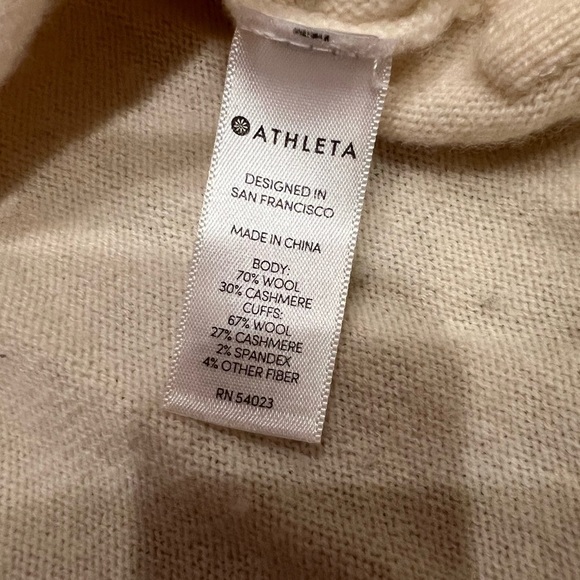 ATHLETA
DESIGNED IN
SAN FRANCISCO
MADE IN CHINA
BODY:
70% WOOL
30% CASHMERE
CUFFS:
67% WOOL
27% CASHMERE
2% SPANDEX
4% OTHER FIBER
RN 54023